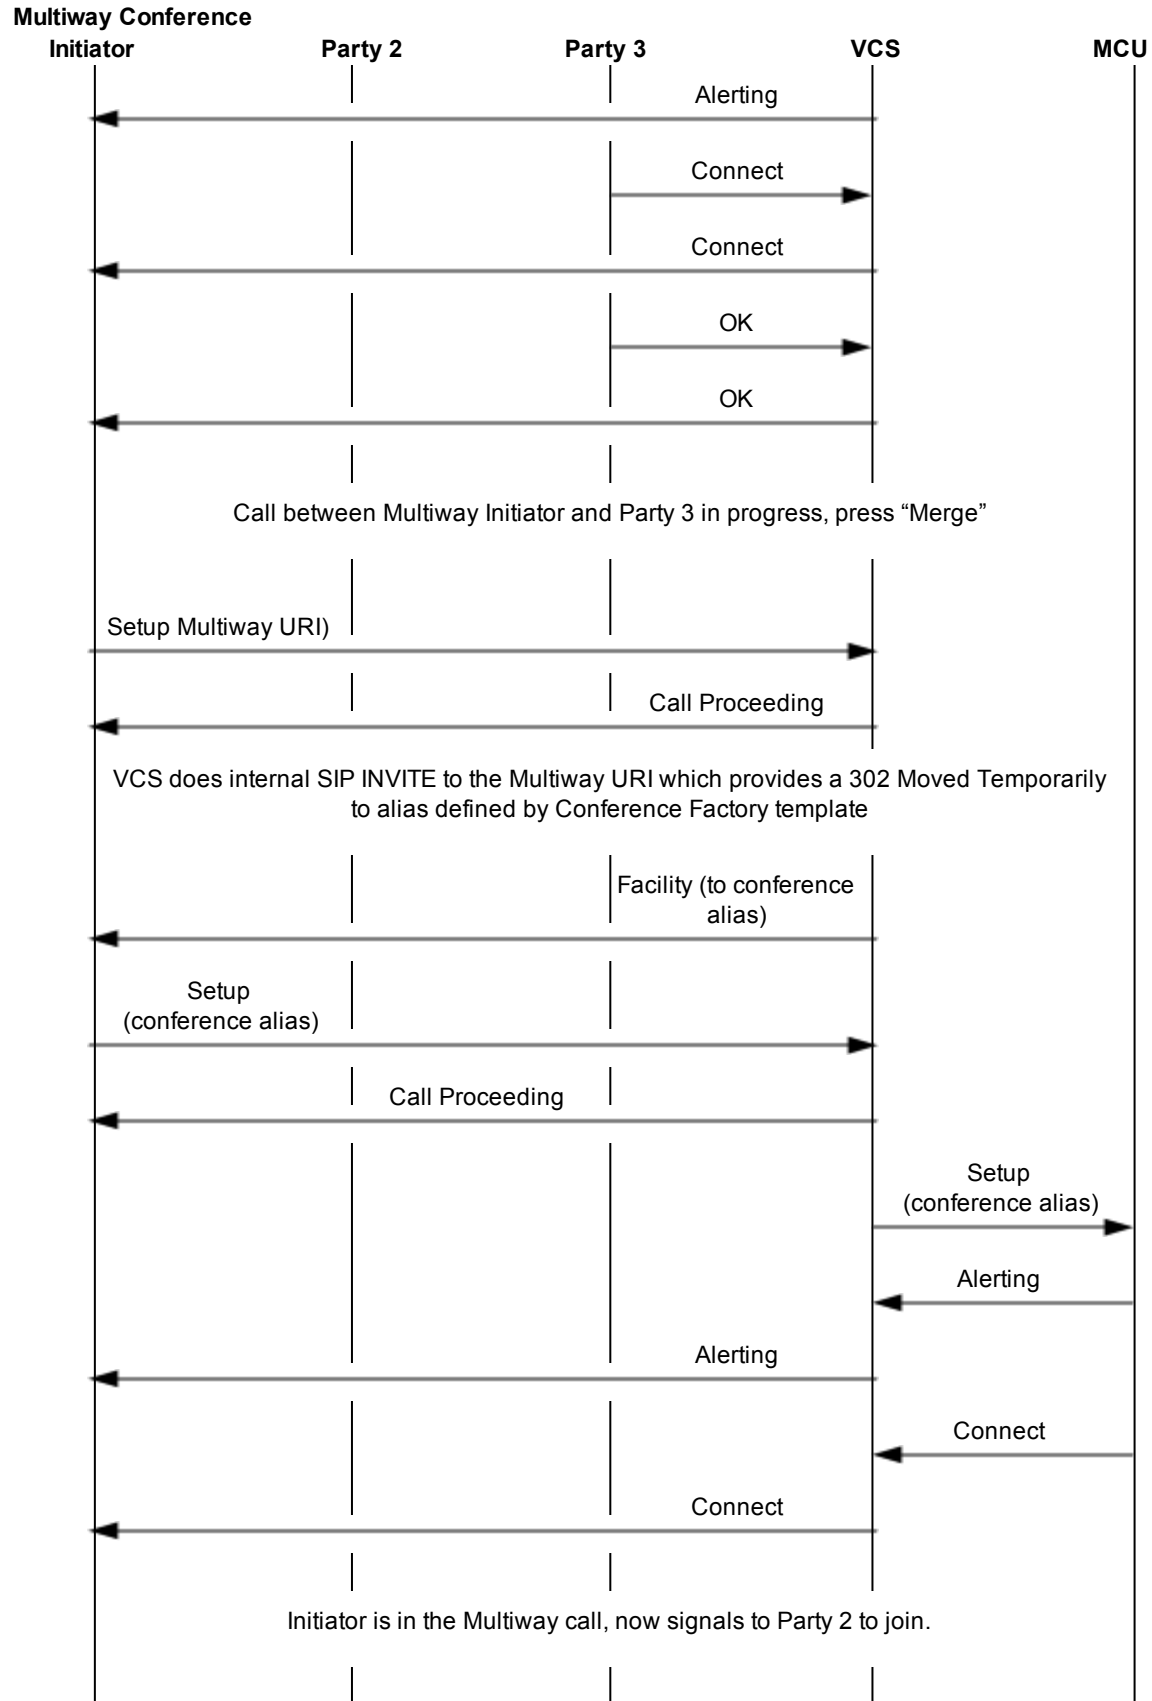 Multiway Conference
Initiator Party 2 Party 3 VCS MCU
Alerting
Connect
Connect
OK
OK
Call between Multiway Initiator and Party 3 in progress, press “Merge”
Setup Multiway URI)
Call Proceeding
VCS does internal SIP INVITE to the Multiway URI which provides a 302 Moved Temporarily
to alias defined by Conference Factory template
Facility (to conference
alias)
Setup
(conference alias)
Call Proceeding
Setup
(conference alias)
Alerting
Alerting
Connect
Connect
Initiator is in the Multiway call, now signals to Party 2 to join.